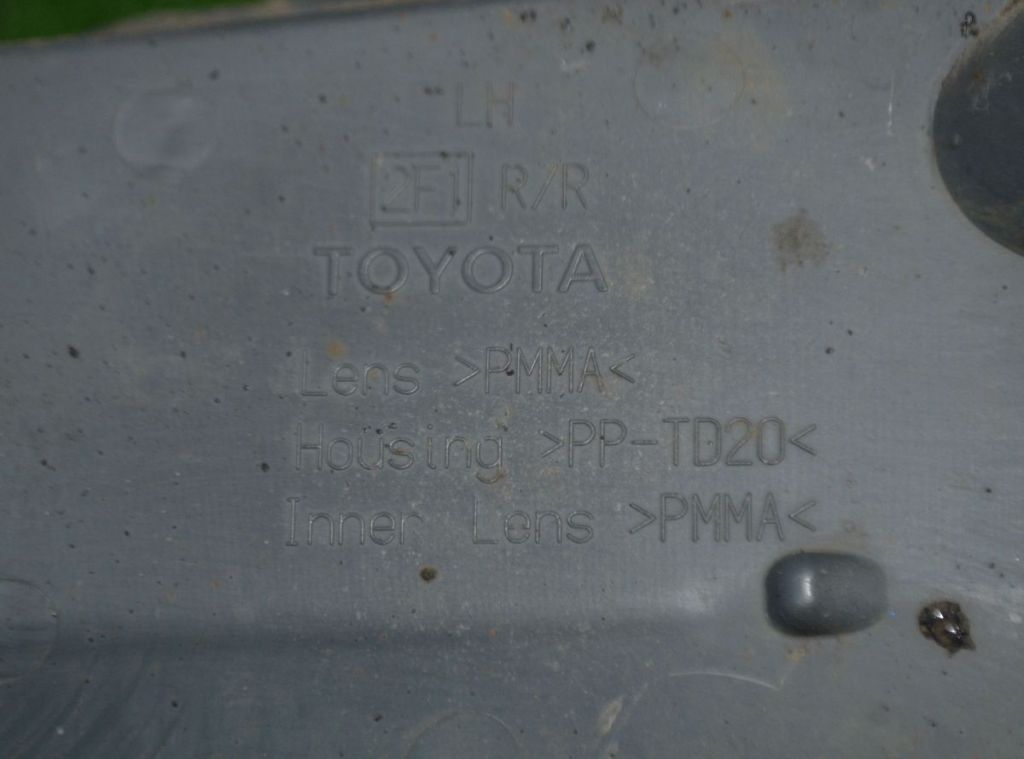 LH
2F1 R/R
TOYOTA
Lens >PMMA<
Housing >PP-TD20<
Inner Lens >PMMA<